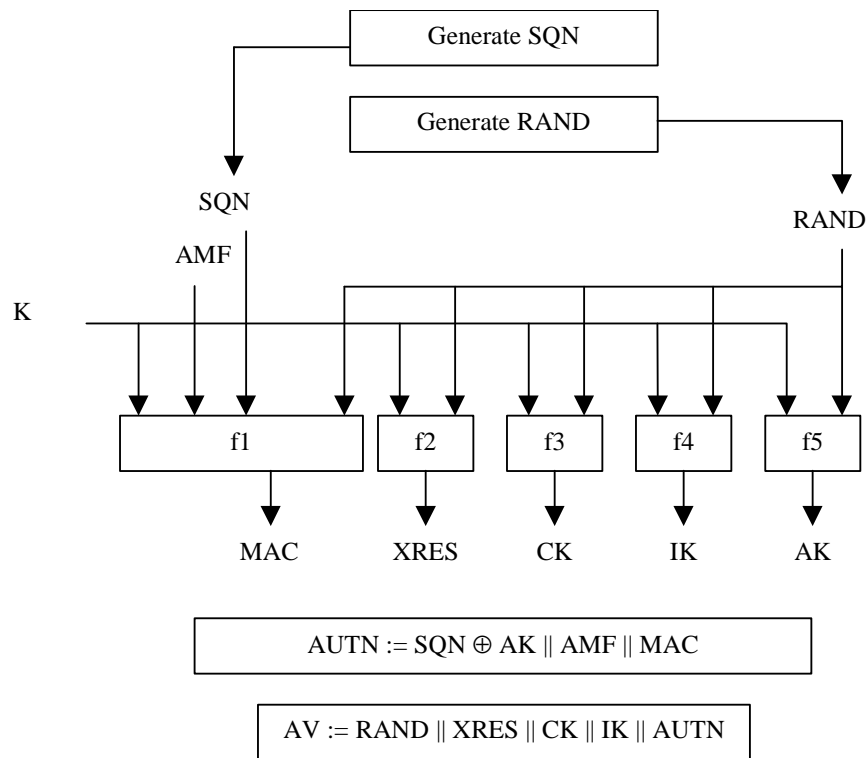 Generate SQN
Generate RAND
SQN
RAND
AMF
K
f1
f2
f3
f4
f5
MAC
XRES
CK
IK
AK
AUTN := SQN ⊕ AK || AMF || MAC
AV := RAND || XRES || CK || IK || AUTN